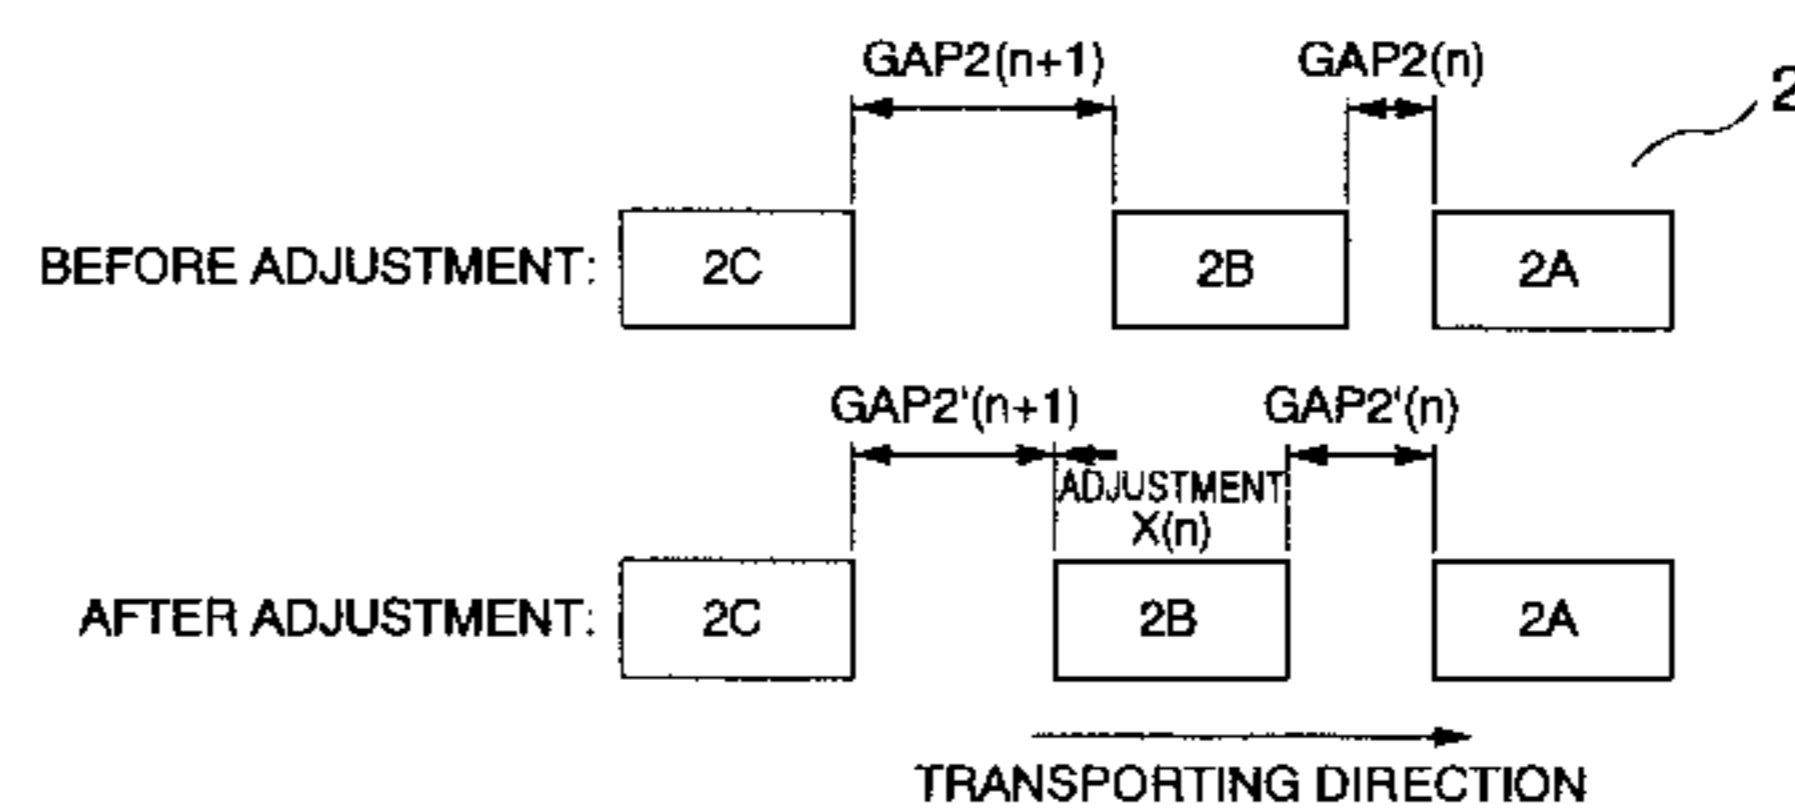 GAP2(n+1) GAP2(n)
2
BEFORE ADJUSTMENT: 2C 2B 2A
GAP2'(n+1) GAP2'(n)
ADJUSTMENT
X(n)
AFTER ADJUSTMENT: 2C 2B 2A
TRANSPORTING DIRECTION